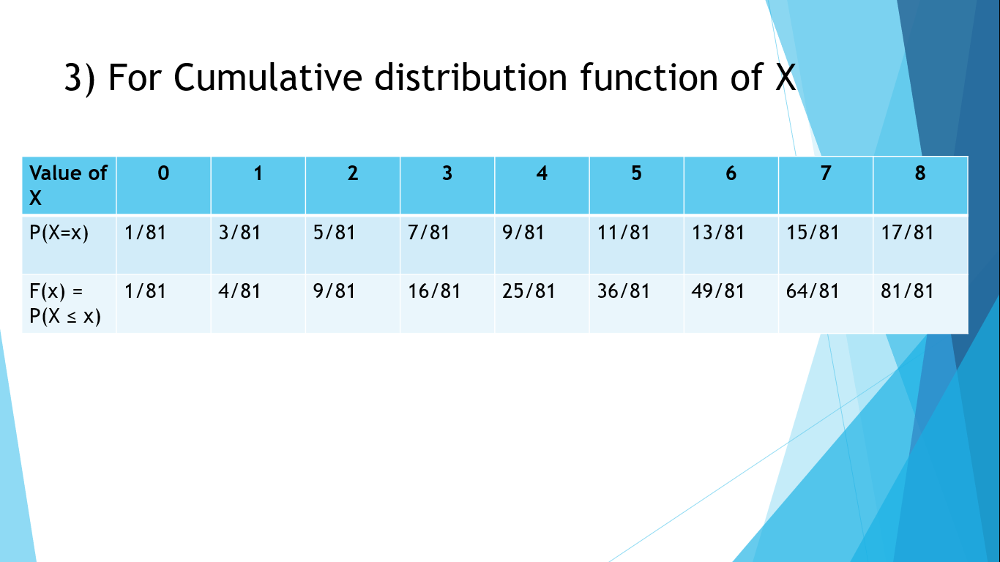 3) For Cumulative distribution function of X
Value of X 0 1 2 3 4 5 6 7 8
P(X=x) 1/81 3/81 5/81 7/81 9/81 11/81 13/81 15/81 17/81
F(x) = P(X ≤ x) 1/81 4/81 9/81 16/81 25/81 36/81 49/81 64/81 81/81